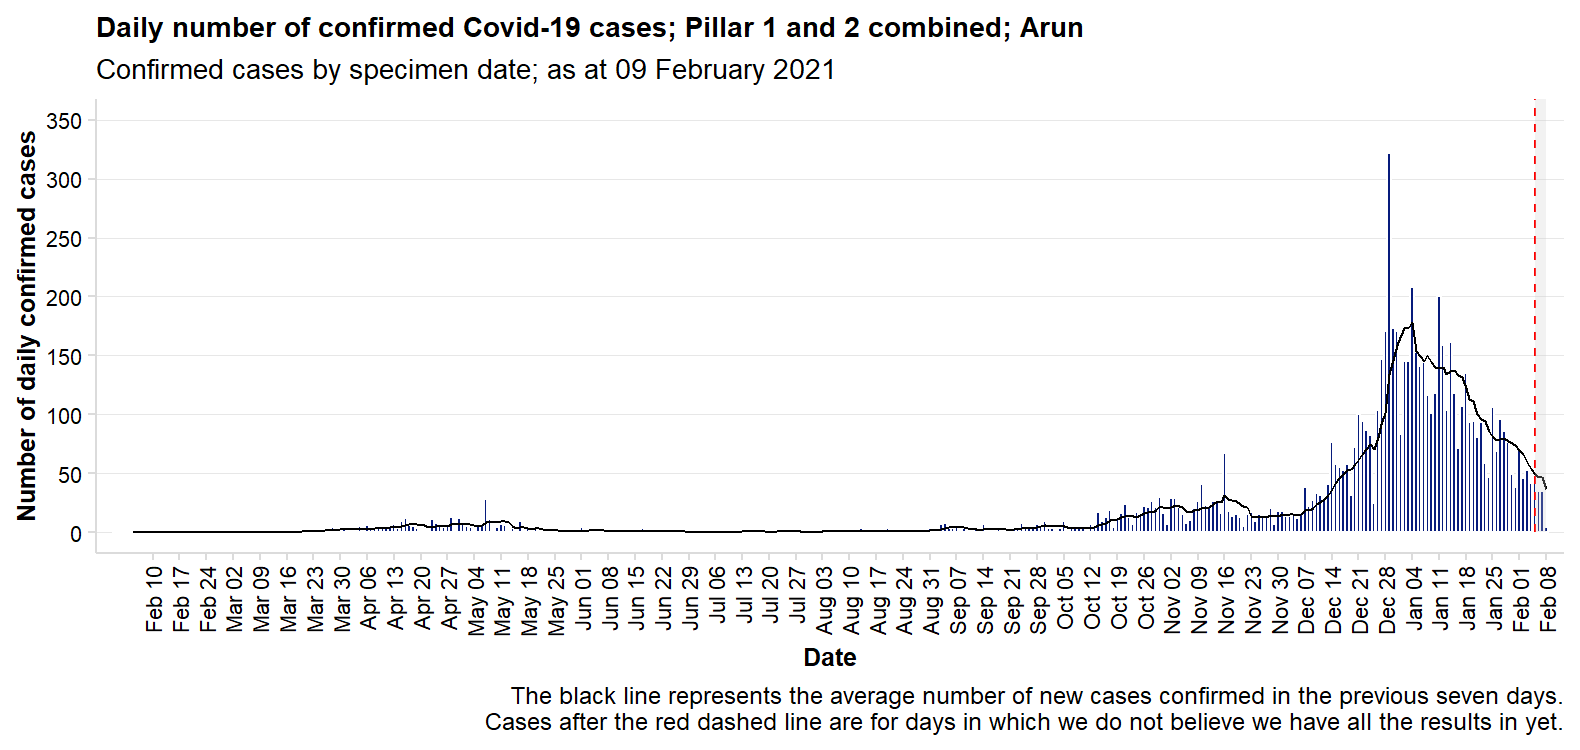 Daily number of confirmed Covid-19 cases; Pillar 1 and 2 combined; Arun
Confirmed cases by specimen date; as at 09 February 2021
Number of daily confirmed cases
350
300
250
200
150
100
50
0
Feb 10
Feb 17
Feb 24
Mar 02
Mar 09
Mar 16
Mar 23
Mar 30
Apr 06
Apr 13
Apr 20
Apr 27
May 04
May 11
May 18
May 25
Jun 01
Jun 08
Jun 15
Jun 22
Jun 29
Jul 06
Jul 13
Jul 20
Jul 27
Aug 03
Aug 10
Aug 17
Aug 24
Aug 31
Sep 07
Sep 14
Sep 21
Sep 28
Oct 05
Oct 12
Oct 19
Oct 26
Nov 02
Nov 09
Nov 16
Nov 23
Nov 30
Dec 07
Dec 14
Dec 21
Dec 28
Jan 04
Jan 11
Jan 18
Jan 25
Feb 01
Feb 08
Date
The black line represents the average number of new cases confirmed in the previous seven days.
Cases after the red dashed line are for days in which we do not believe we have all the results in yet.